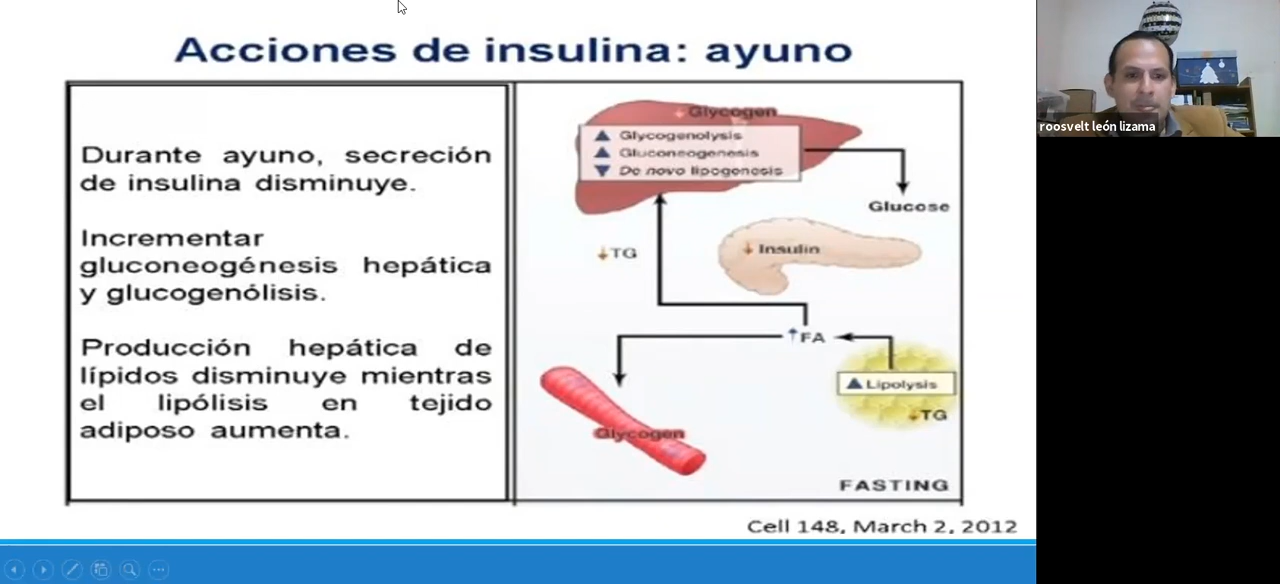 Acciones de insulina: ayuno
Durante ayuno, secreción
de insulina disminuye.
Incrementar
gluconeogénesis hepática
y glucogenólisis.
Producción hepática de
lípidos disminuye mientras
el lipólisis en tejido
adiposo aumenta.
↓Glycogen
▲ Glycogenolysis
▲ Gluconeogenesis
▼ De novo lipogenesis
Glucose
↓TG
↓ Insulin
↑FA
▲ Lipolysis
↓TG
Glycogen
FASTING
Cell 148, March 2, 2012
roosvelt león lizama